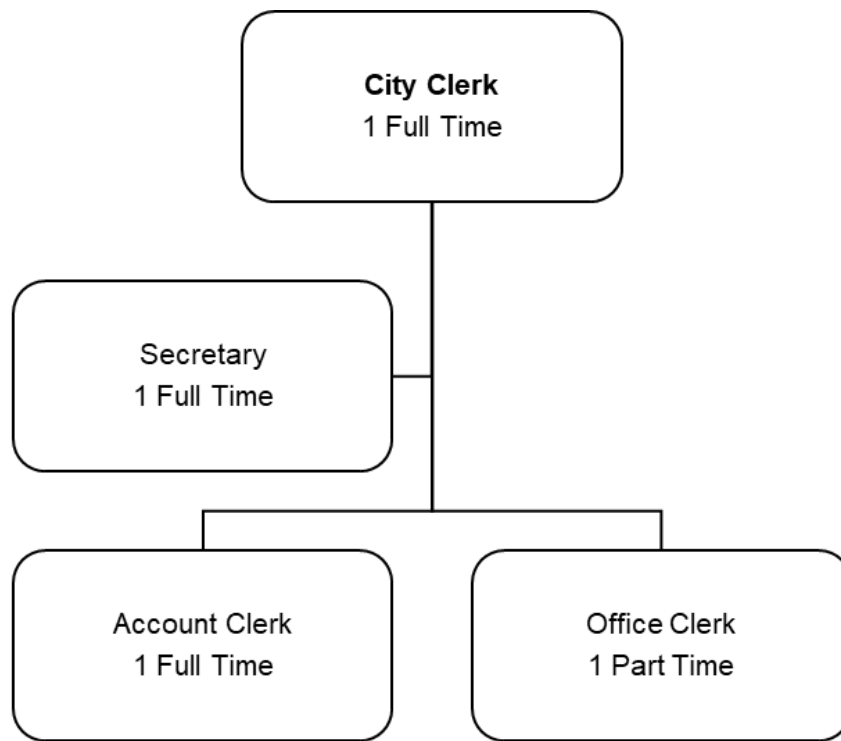 City Clerk
1 Full Time
Secretary
1 Full Time
Account Clerk
1 Full Time
Office Clerk
1 Part Time